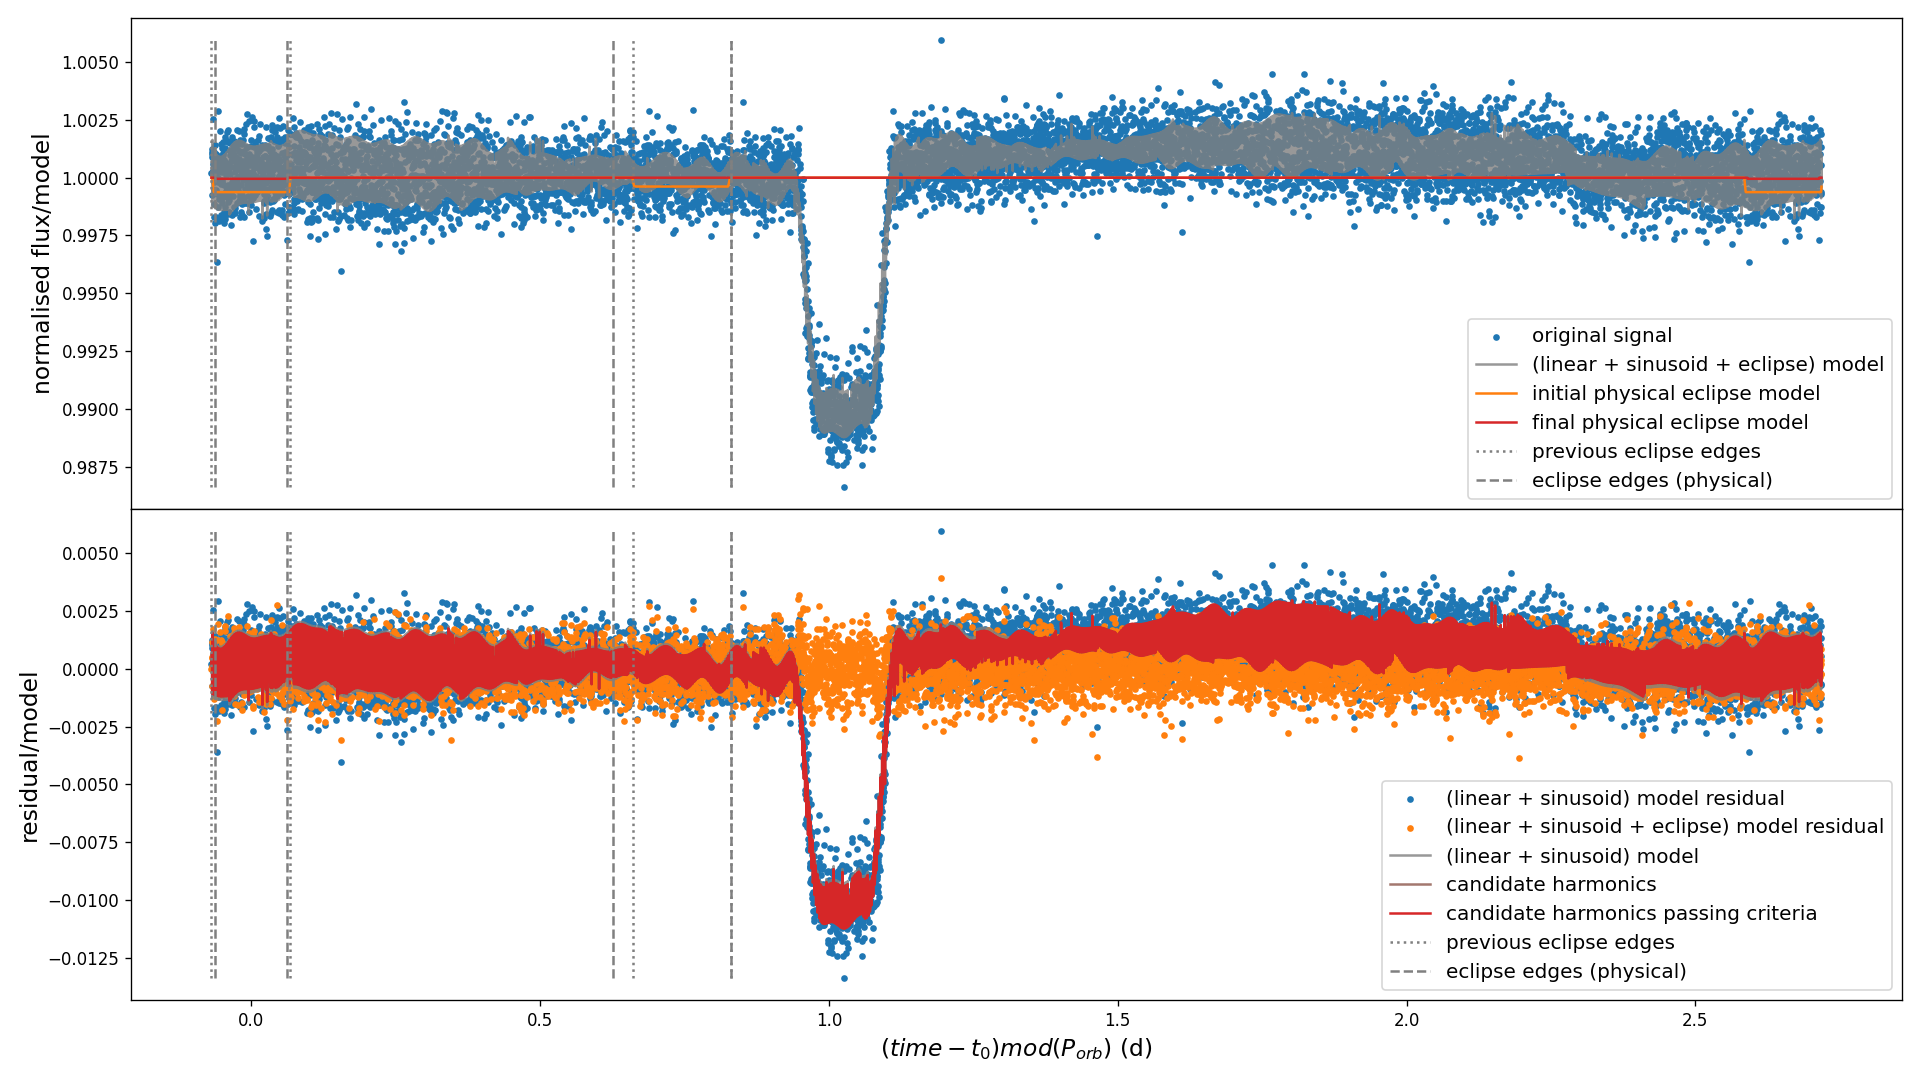 normalised flux/model
1.0050
1.0025
1.0000
0.9975
0.9950
0.9925
0.9900
0.9875
original signal
(linear + sinusoid + eclipse) model
initial physical eclipse model
final physical eclipse model
previous eclipse edges
eclipse edges (physical)
residual/model
0.0050
0.0025
0.0000
−0.0025
−0.0050
−0.0075
−0.0100
−0.0125
(linear + sinusoid) model residual
(linear + sinusoid + eclipse) model residual
(linear + sinusoid) model
candidate harmonics
candidate harmonics passing criteria
previous eclipse edges
eclipse edges (physical)
0.0 0.5 1.0 1.5 2.0 2.5
(time − t₀)mod(P_orb) (d)